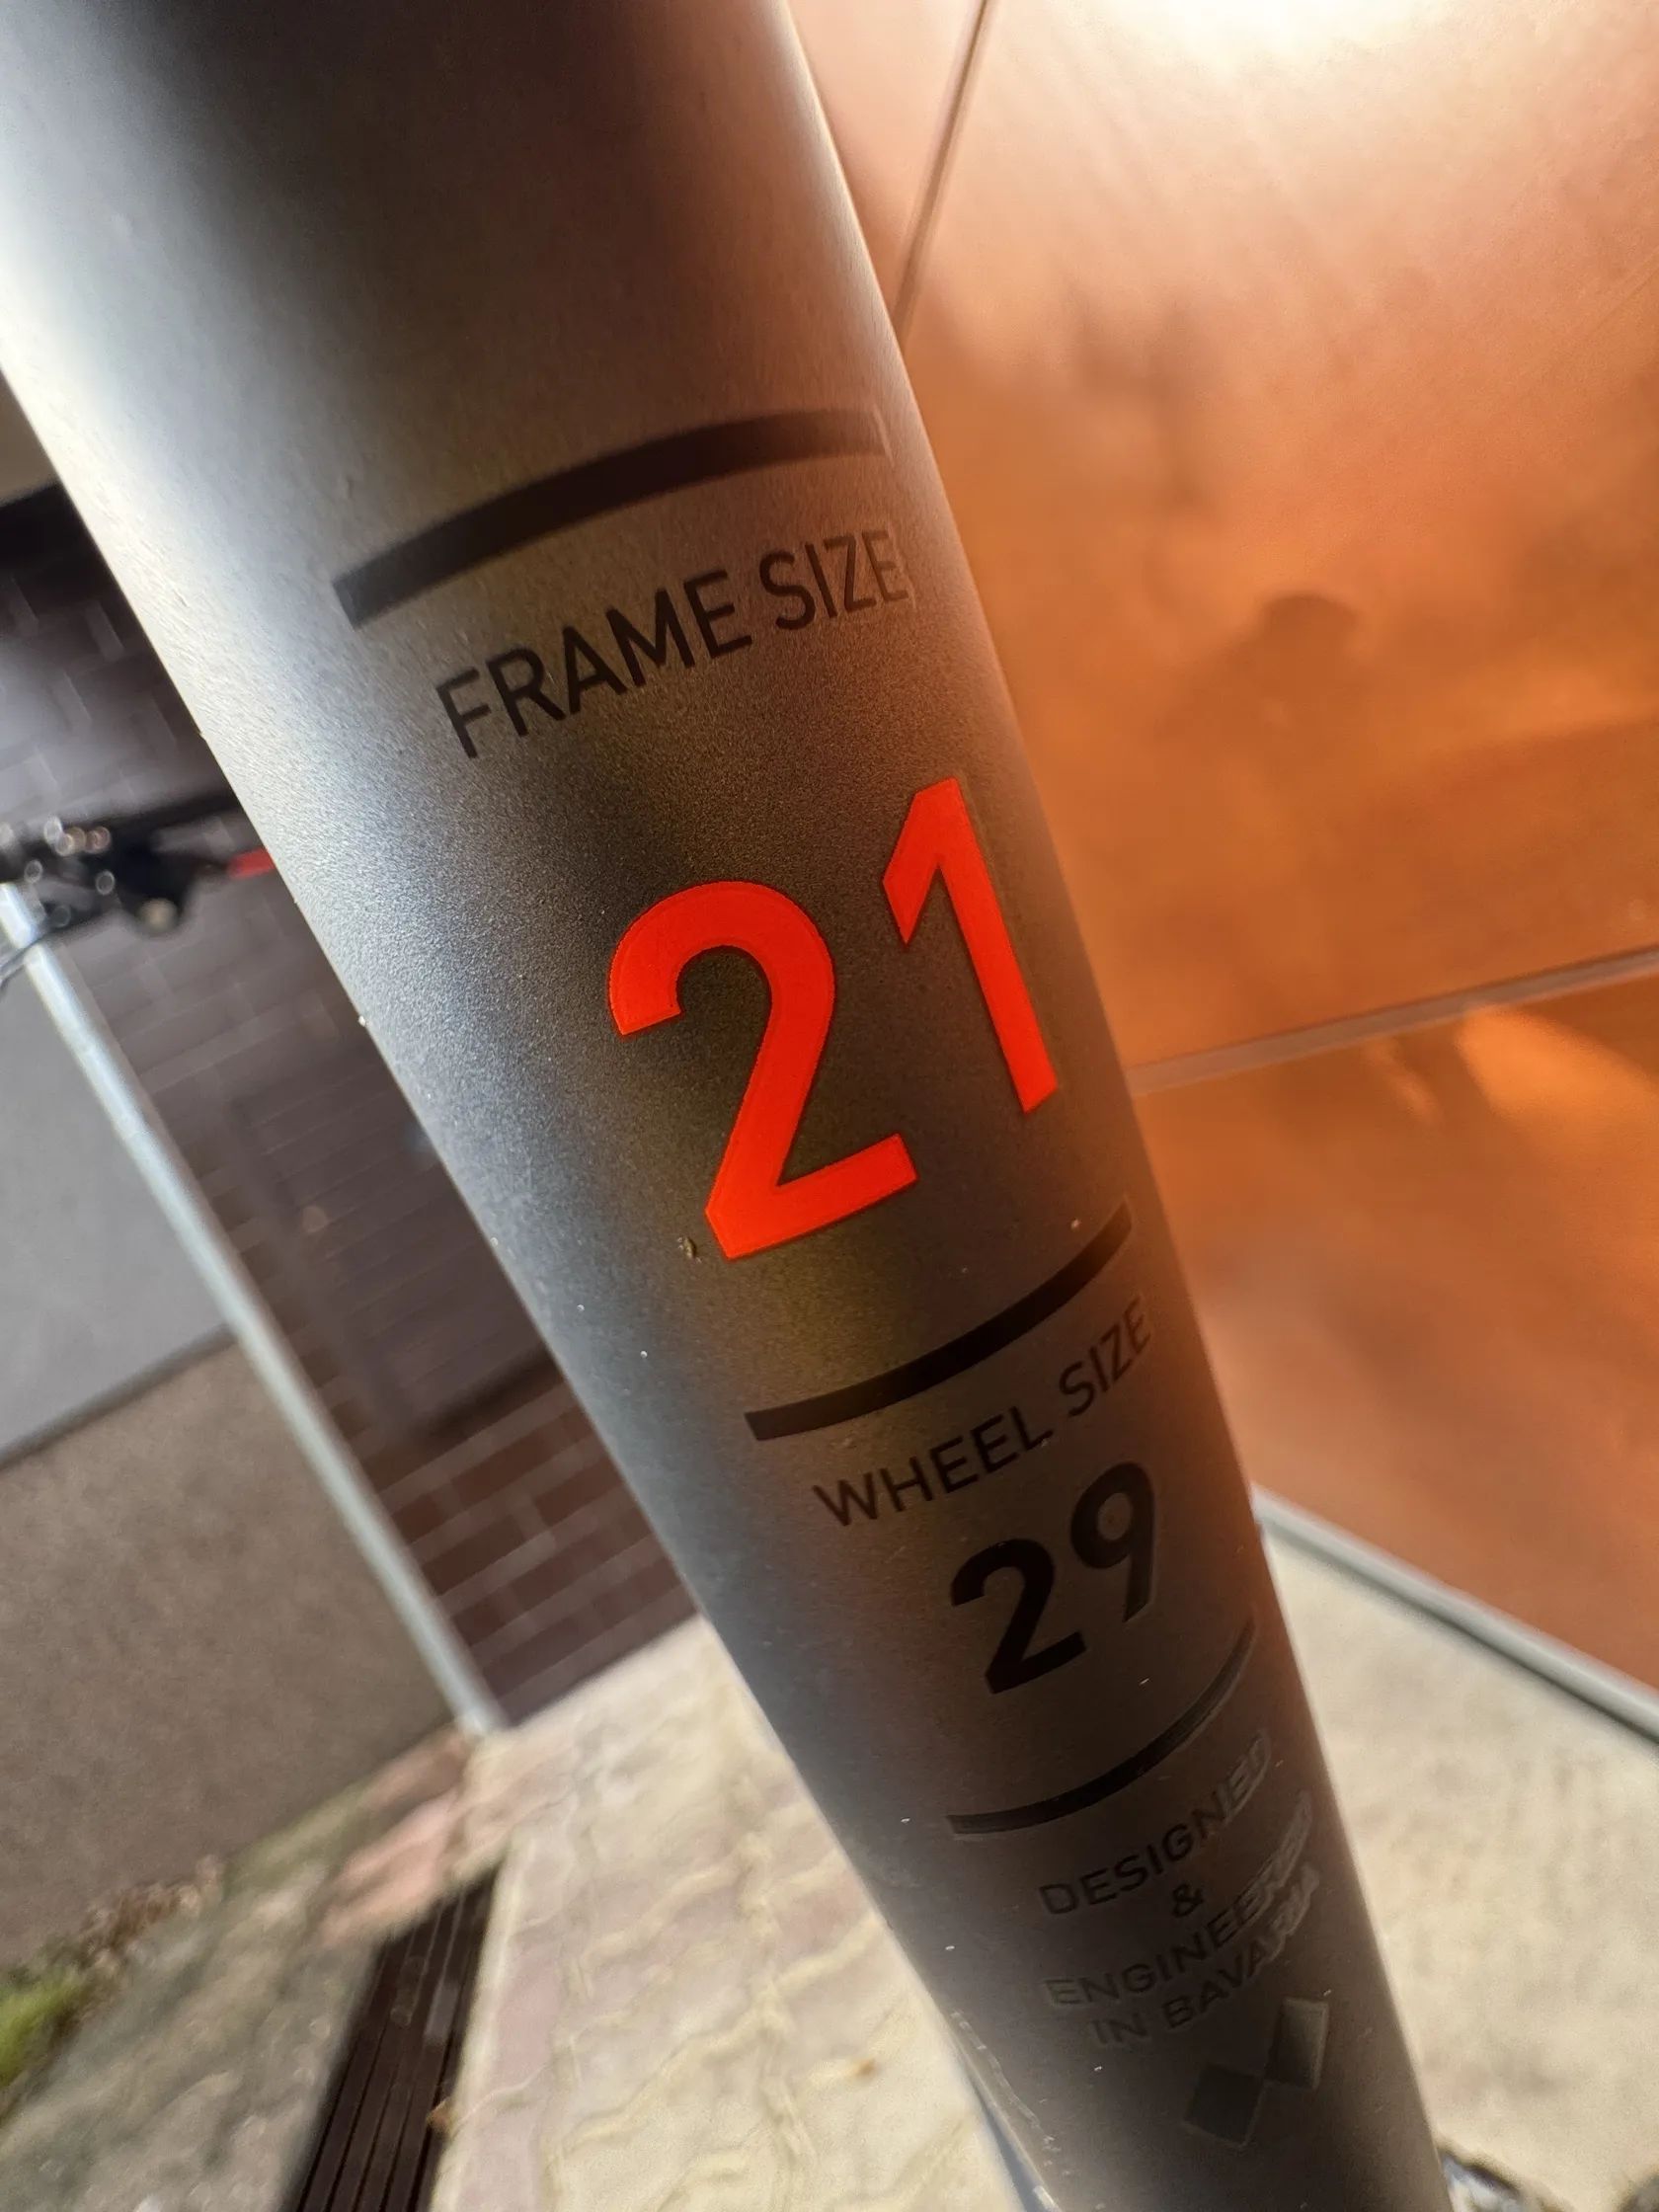 FRAME SIZE
21
WHEEL SIZE
29
DESIGNED
&
ENGINEERED
IN BAVARIA